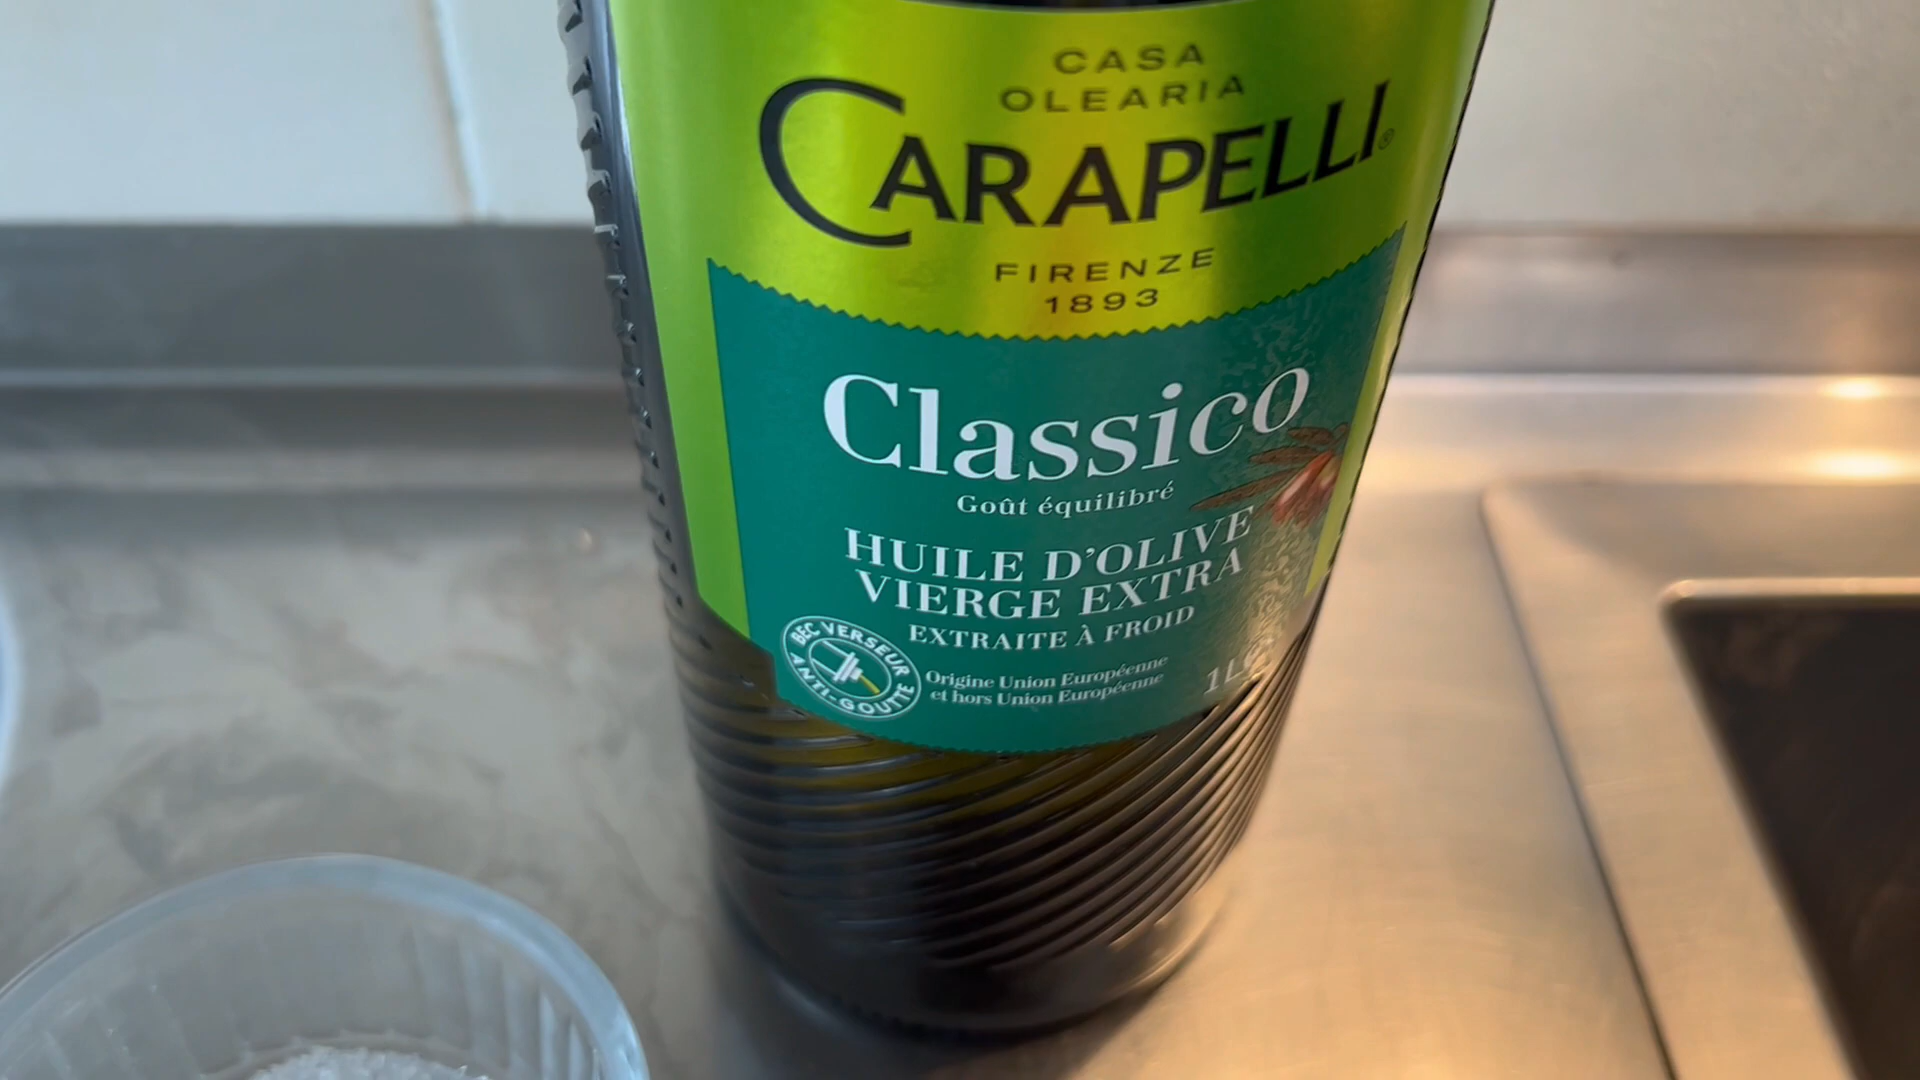 CASA
OLEARIA
CARAPELLI®
FIRENZE
1893
Classico
Goût équilibré
HUILE D'OLIVE
VIERGE EXTRA
EXTRAITE À FROID
BEC VERSEUR
ANTI-GOUTTE
Origine Union Européenne
et hors Union Européenne
1L